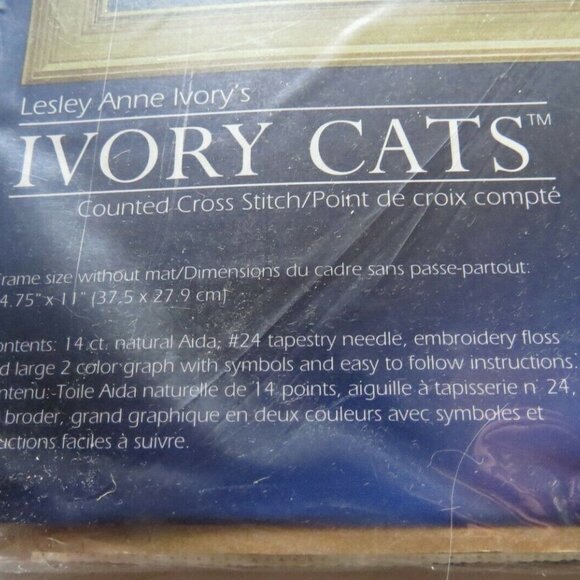 Lesley Anne Ivory's
IVORY CATS™
Counted Cross Stitch/Point de croix compté
rame size without mat/Dimensions du cadre sans passe-partout:
4.75" x 11" (37.5 x 27.9 cm)
ontents: 14 ct. natural Aida; #24 tapestry needle, embroidery floss
d large 2 color graph with symbols and easy to follow instructions.
ntenu: Toile Aida naturelle de 14 points, aiguille à tapisserie n° 24,
broder, grand graphique en deux couleurs avec symboles et
uctions faciles à suivre.